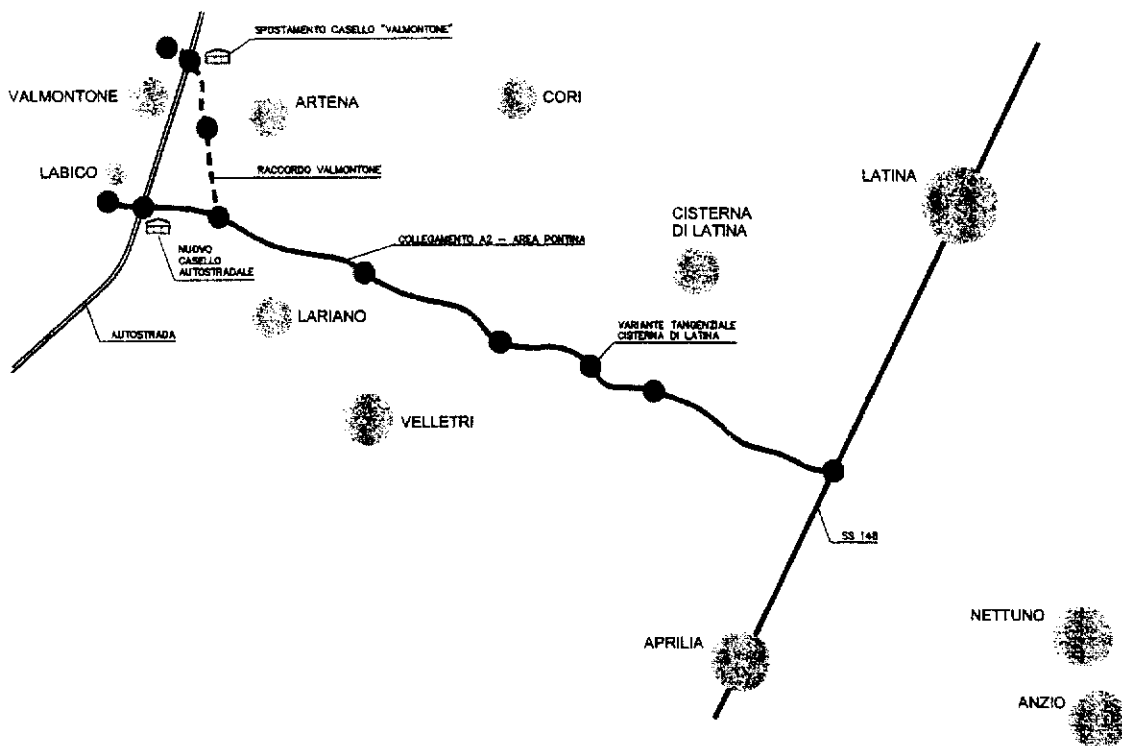 SPOSTAMENTO CASELLO "VALMONTONE"
VALMONTONE
ARTENA
CORI
LABICO
RACCORDO VALMONTONE
LATINA
CISTERNA
DI LATINA
NUOVO
CASELLO
AUTOSTRADALE
COLLEGAMENTO A2 - AREA PONTINA
LARIANO
AUTOSTRADA
VARIANTE TANGENZIALE
CISTERNA DI LATINA
VELLETRI
SS 148
NETTUNO
APRILIA
ANZIO